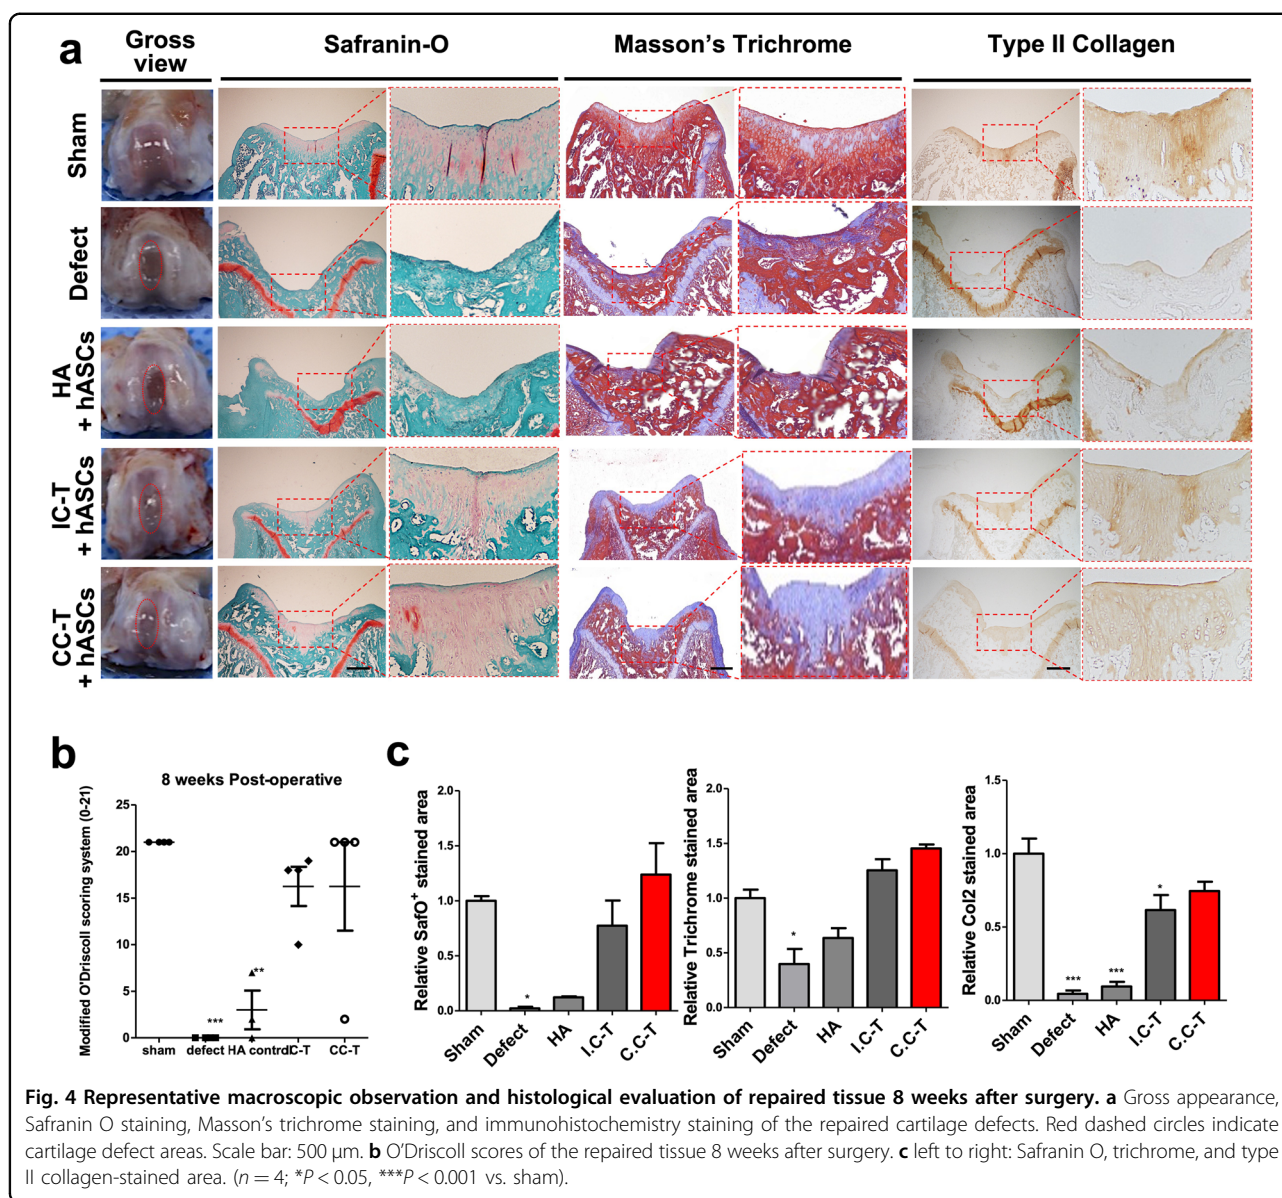 a
Gross
view
Safranin-O
Masson's Trichrome
Type II Collagen
Sham
Defect
HA
+ hASCs
IC-T
+ hASCs
CC-T
+ hASCs
b
8 weeks Post-operative
Modified O'Driscoll scoring system (0-21)
25
20
15
10
5
0
***
**
sham
defect
HA control
IC-T
CC-T
c
Relative SafO+ stained area
2.0
1.5
1.0
0.5
0.0
*
Sham
Defect
HA
I.C-T
C.C-T
Relative Trichrome stained area
2.0
1.5
1.0
0.5
0.0
*
Sham
Defect
HA
I.C-T
C.C-T
Relative Col2 stained area
1.5
1.0
0.5
0.0
***
***
*
Sham
Defect
HA
I.C-T
C.C-T
Fig. 4 Representative macroscopic observation and histological evaluation of repaired tissue 8 weeks after surgery. a Gross appearance,
Safranin O staining, Masson's trichrome staining, and immunohistochemistry staining of the repaired cartilage defects. Red dashed circles indicate
cartilage defect areas. Scale bar: 500 μm. b O'Driscoll scores of the repaired tissue 8 weeks after surgery. c left to right: Safranin O, trichrome, and type
II collagen-stained area. (n = 4; *P < 0.05, ***P < 0.001 vs. sham).